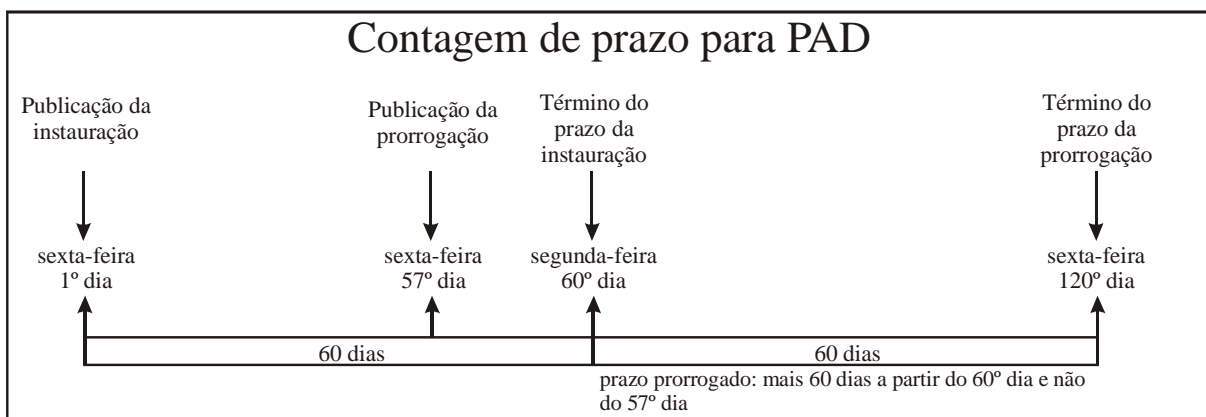 Contagem de prazo para PAD
Publicação da
instauração
Publicação da
prorrogação
Término do
prazo da
instauração
Término do
prazo da
prorrogação
sexta-feira
1º dia
sexta-feira
57º dia
segunda-feira
60º dia
sexta-feira
120º dia
60 dias
60 dias
prazo prorrogado: mais 60 dias a partir do 60º dia e não
do 57º dia